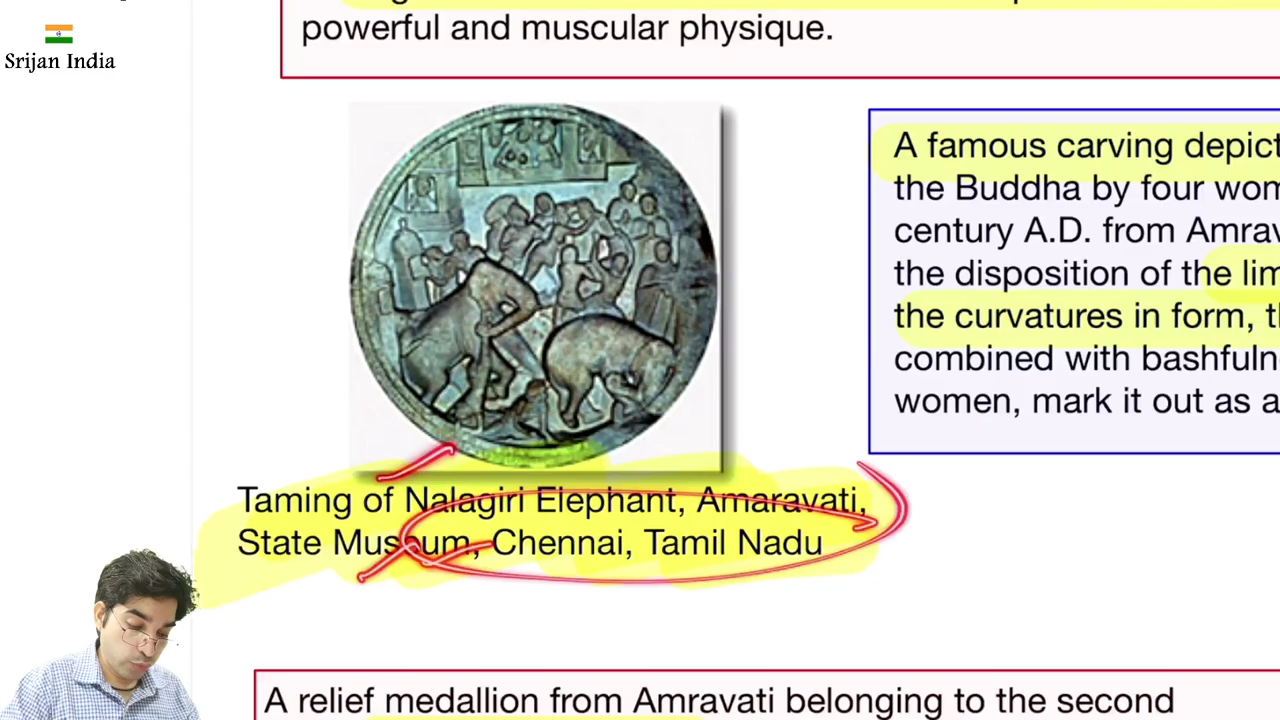 powerful and muscular physique.
Srijan India
A famous carving depict
the Buddha by four wom
century A.D. from Amrav
the disposition of the lim
the curvatures in form, th
combined with bashfuln
women, mark it out as a
Taming of Nalagiri Elephant, Amaravati,
State Museum, Chennai, Tamil Nadu
A relief medallion from Amravati belonging to the second